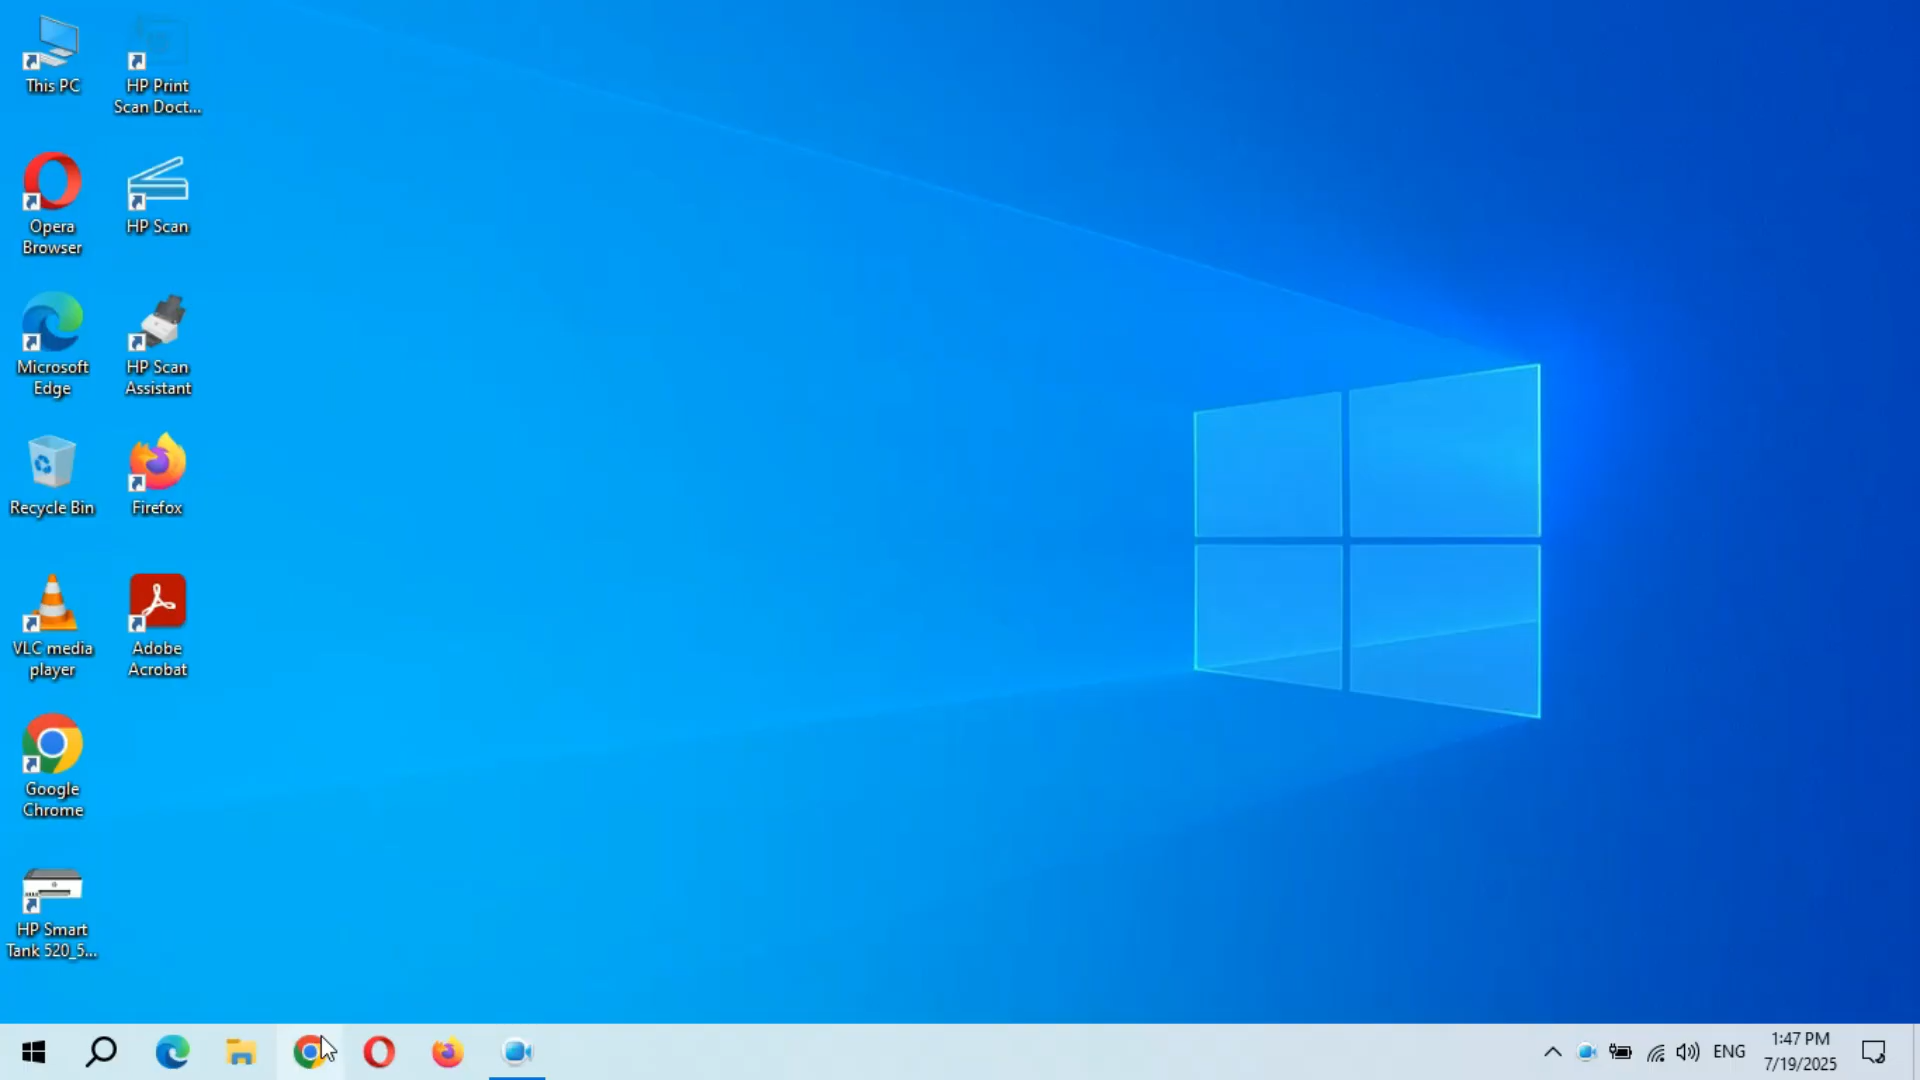 This PC
HP Print
Scan Doct...
Opera
Browser
HP Scan
Microsoft
Edge
HP Scan
Assistant
Recycle Bin
Firefox
VLC media
player
Adobe
Acrobat
Google
Chrome
HP Smart
Tank 520_5...
ENG
1:47 PM
7/19/2025